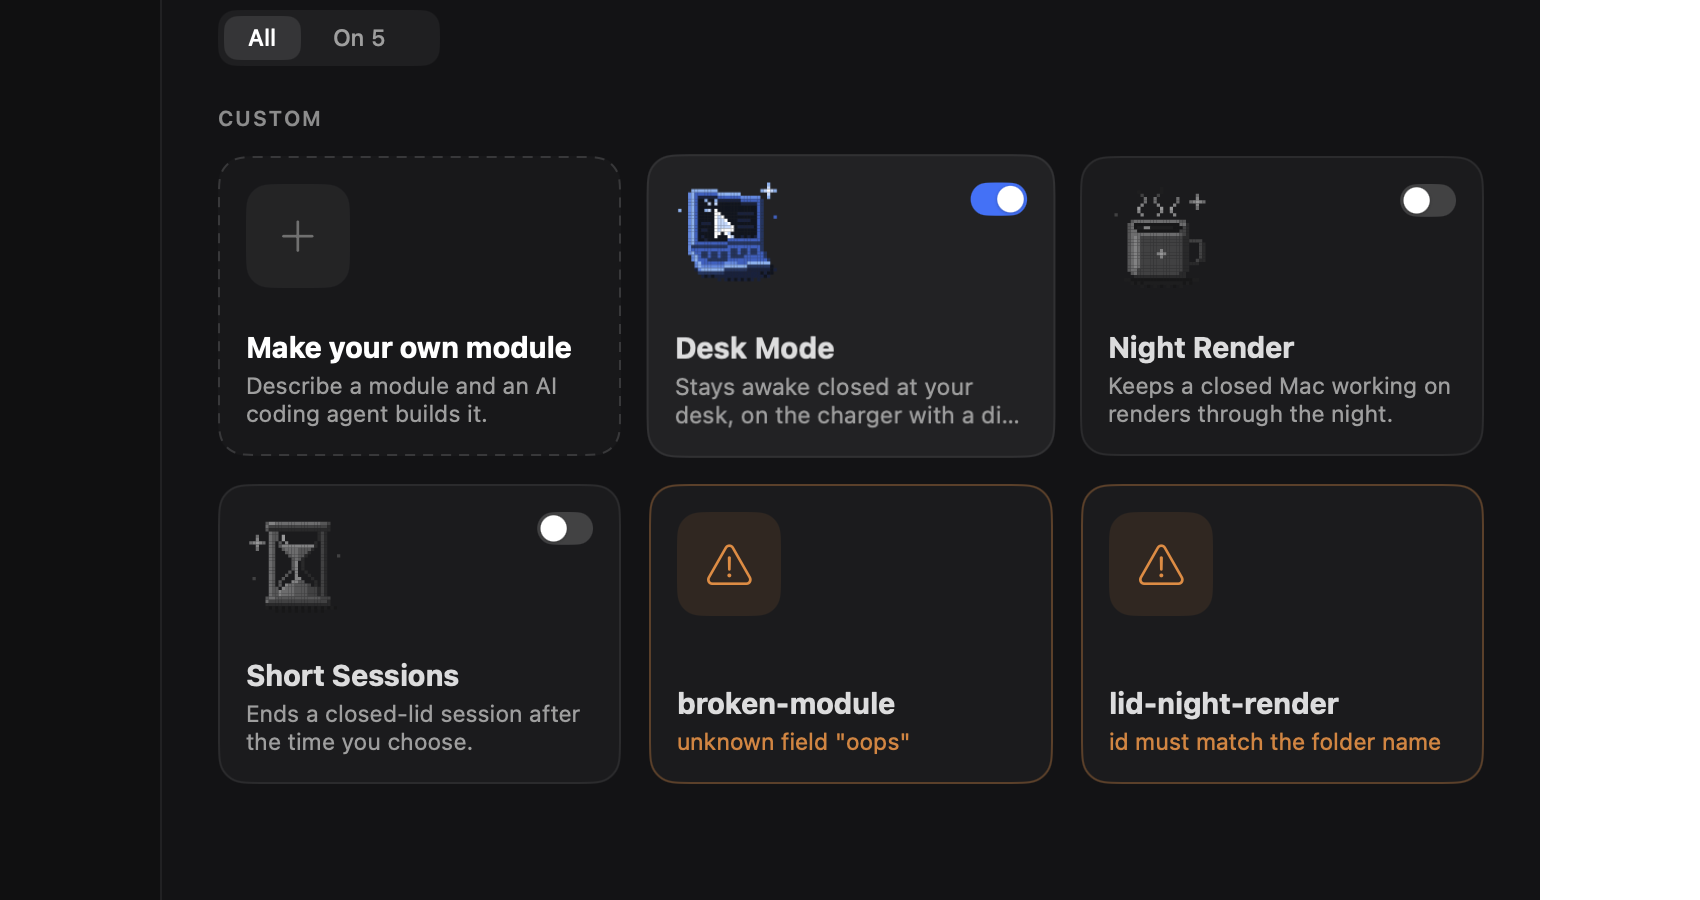 All
On 5
CUSTOM
Make your own module
Describe a module and an AI
coding agent builds it.
Desk Mode
Stays awake closed at your
desk, on the charger with a di...
Night Render
Keeps a closed Mac working on
renders through the night.
Short Sessions
Ends a closed-lid session after
the time you choose.
broken-module
unknown field "oops"
lid-night-render
id must match the folder name